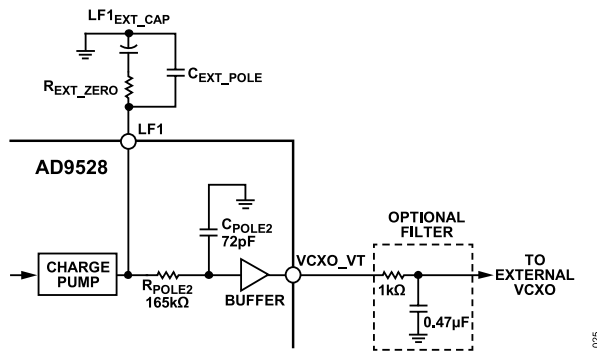 LF1EXT_CAP
REXT_ZERO
CEXT_POLE
LF1
AD9528
CPOLE2
72pF
OPTIONAL
FILTER
CHARGE
PUMP
RPOLE2
165kΩ
BUFFER
VCXO_VT
1kΩ
0.47µF
TO
EXTERNAL
VCXO
025